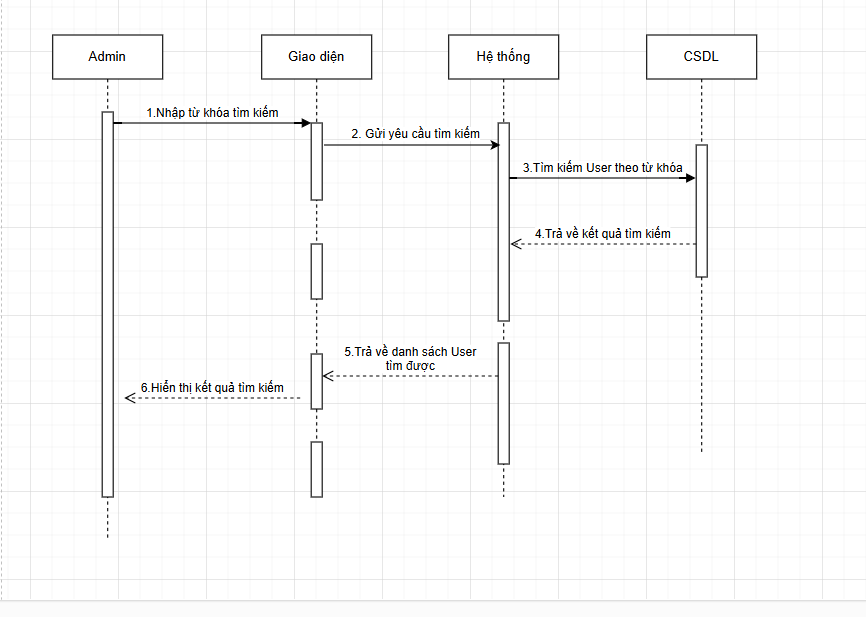 Admin
Giao diện
Hệ thống
CSDL
1.Nhập từ khóa tìm kiếm
2. Gửi yêu cầu tìm kiếm
3.Tìm kiếm User theo từ khóa
4.Trả về kết quả tìm kiếm
5.Trả về danh sách User
tìm được
6.Hiển thị kết quả tìm kiếm